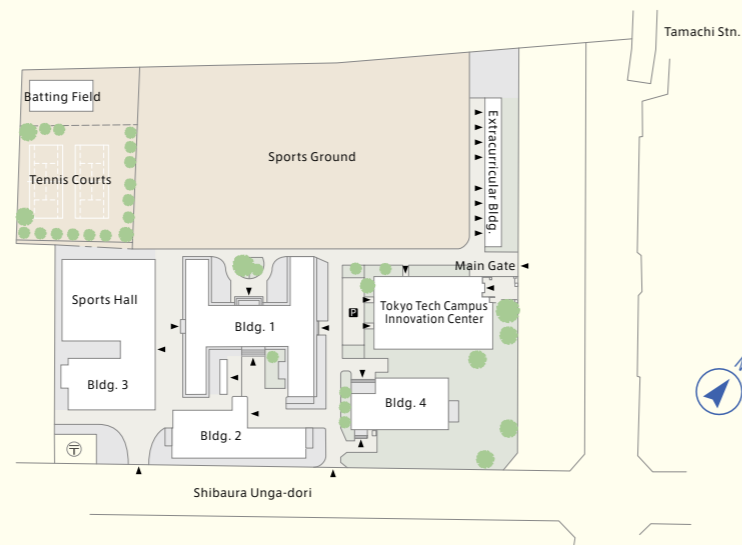 Tamachi Stn.
Batting Field
Extracurricular Bldg.
Sports Ground
Tennis Courts
Main Gate
Sports Hall
Tokyo Tech Campus
Innovation Center
P
Bldg. 1
Bldg. 3
Bldg. 4
Bldg. 2
〶
Shibaura Unga-dori
N